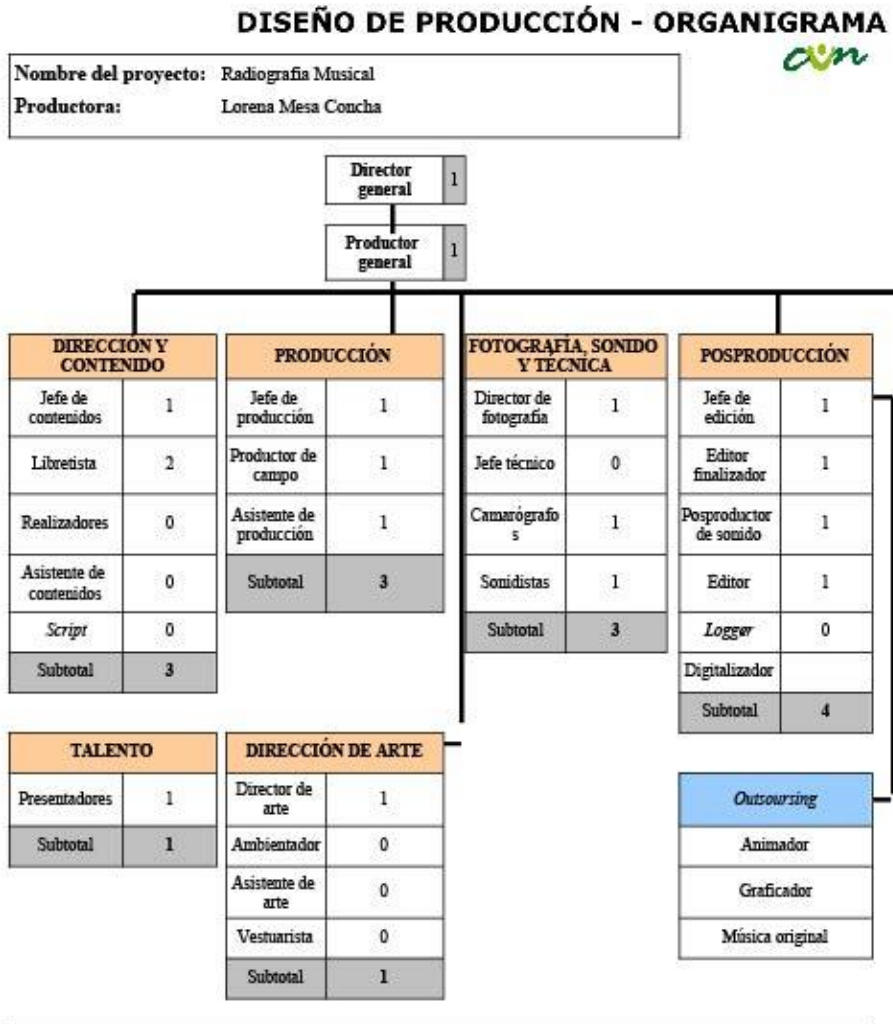 DISEÑO DE PRODUCCIÓN - ORGANIGRAMA
Nombre del proyecto: Radiografia Musical
Productora: Lorena Mesa Concha
Director
general
1
Productor
general
1
DIRECCIÓN Y
CONTENIDO
Jefe de
contenidos
1
Libretista 2
Realizadores 0
Asistente de
contenidos
0
Script 0
Subtotal 3
PRODUCCIÓN
Jefe de
producción
1
Productor de
campo
1
Asistente de
producción
1
Subtotal 3
FOTOGRAFÍA, SONIDO
Y TÉCNICA
Director de
fotografía
1
Jefe técnico 0
Camarógrafo
s
1
Sonidistas 1
Subtotal 3
POSPRODUCCIÓN
Jefe de
edición
1
Editor
finalizador
1
Posproductor
de sonido
1
Editor 1
Logger 0
Digitalizador
Subtotal 4
TALENTO
Presentadores 1
Subtotal 1
DIRECCIÓN DE ARTE
Director de
arte
1
Ambientador 0
Asistente de
arte
0
Vestuarista 0
Subtotal 1
Outsoursing
Animador
Graficador
Música original